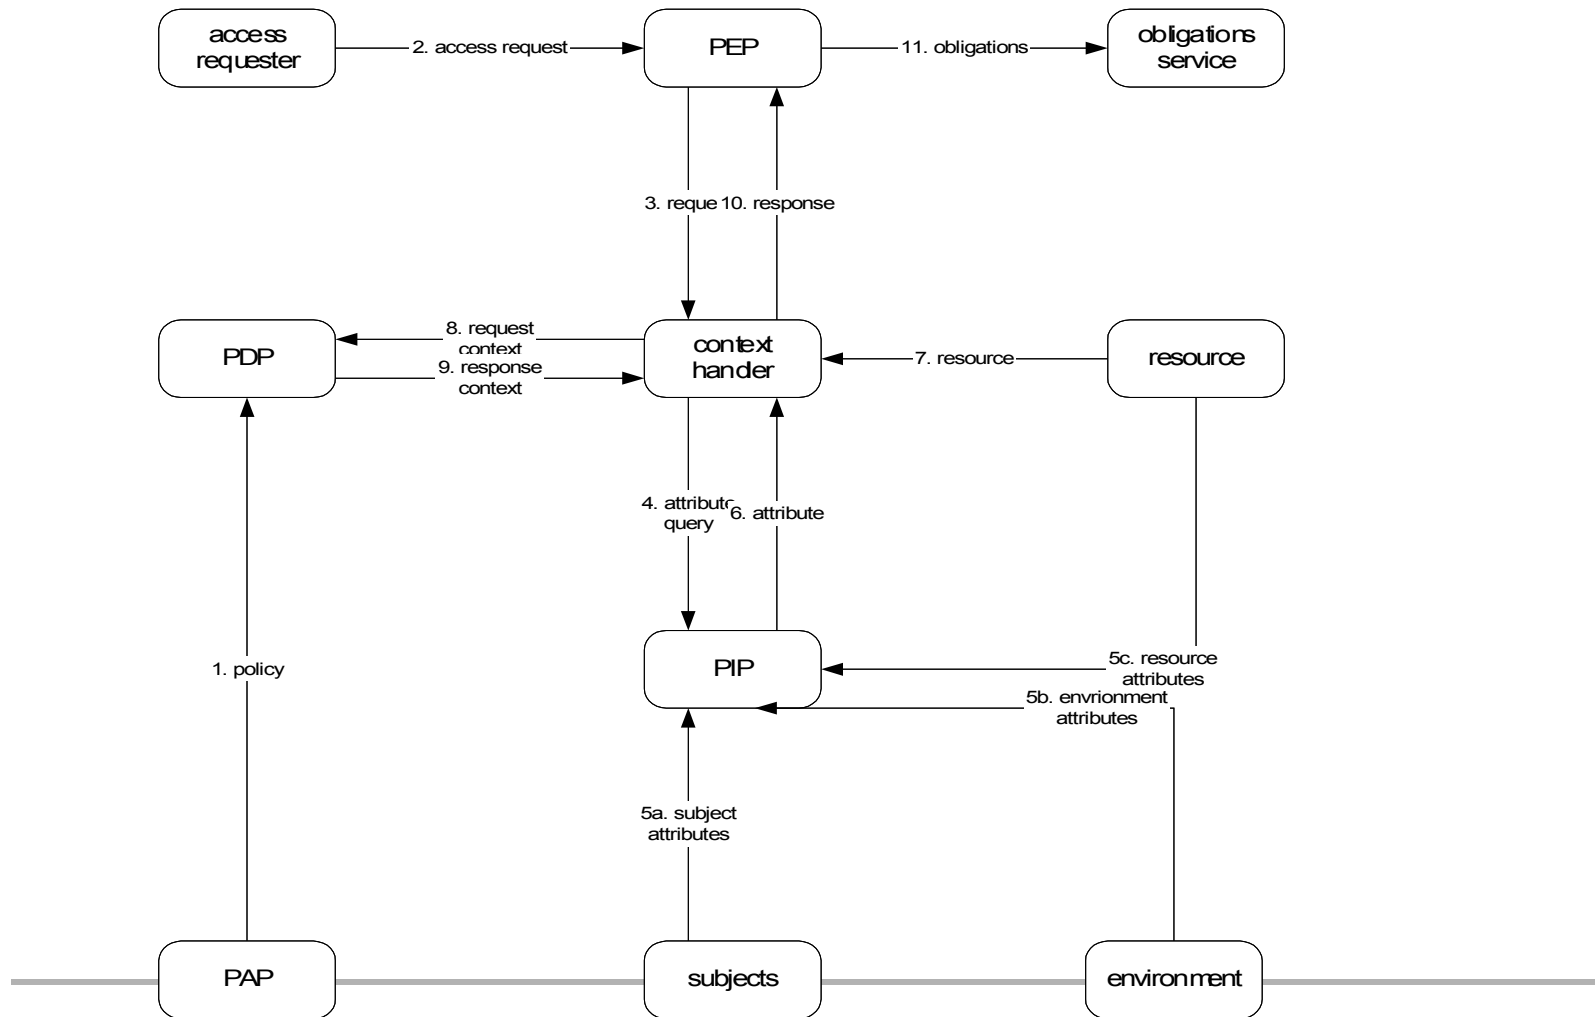 access
requester
2. access request
PEP
11. obligations
obligations
service
3. reque
10. response
PDP
8. request
context
9. response
context
context
handler
7. resource
resource
4. attribute
query
6. attribute
1. policy
PIP
5c. resource
attributes
5b. envrionment
attributes
5a. subject
attributes
PAP
subjects
environment